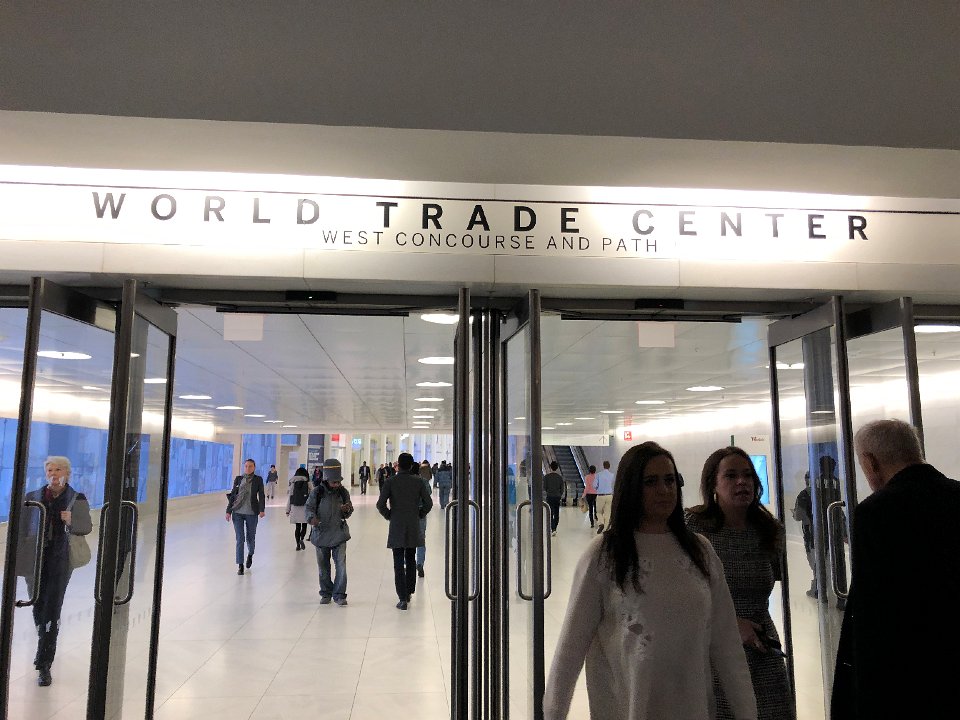 WORLD TRADE CENTER
WEST CONCOURSE AND PATH